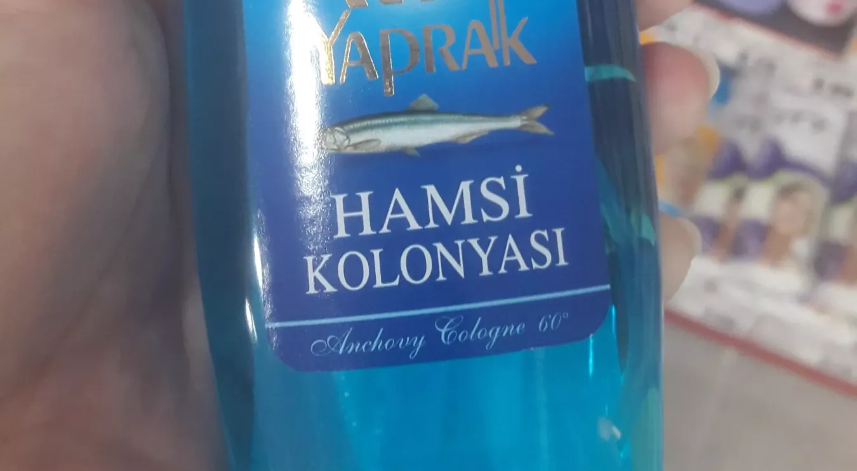 YAPRAK
HAMSİ
KOLONYASI
Anchovy Cologne 60°